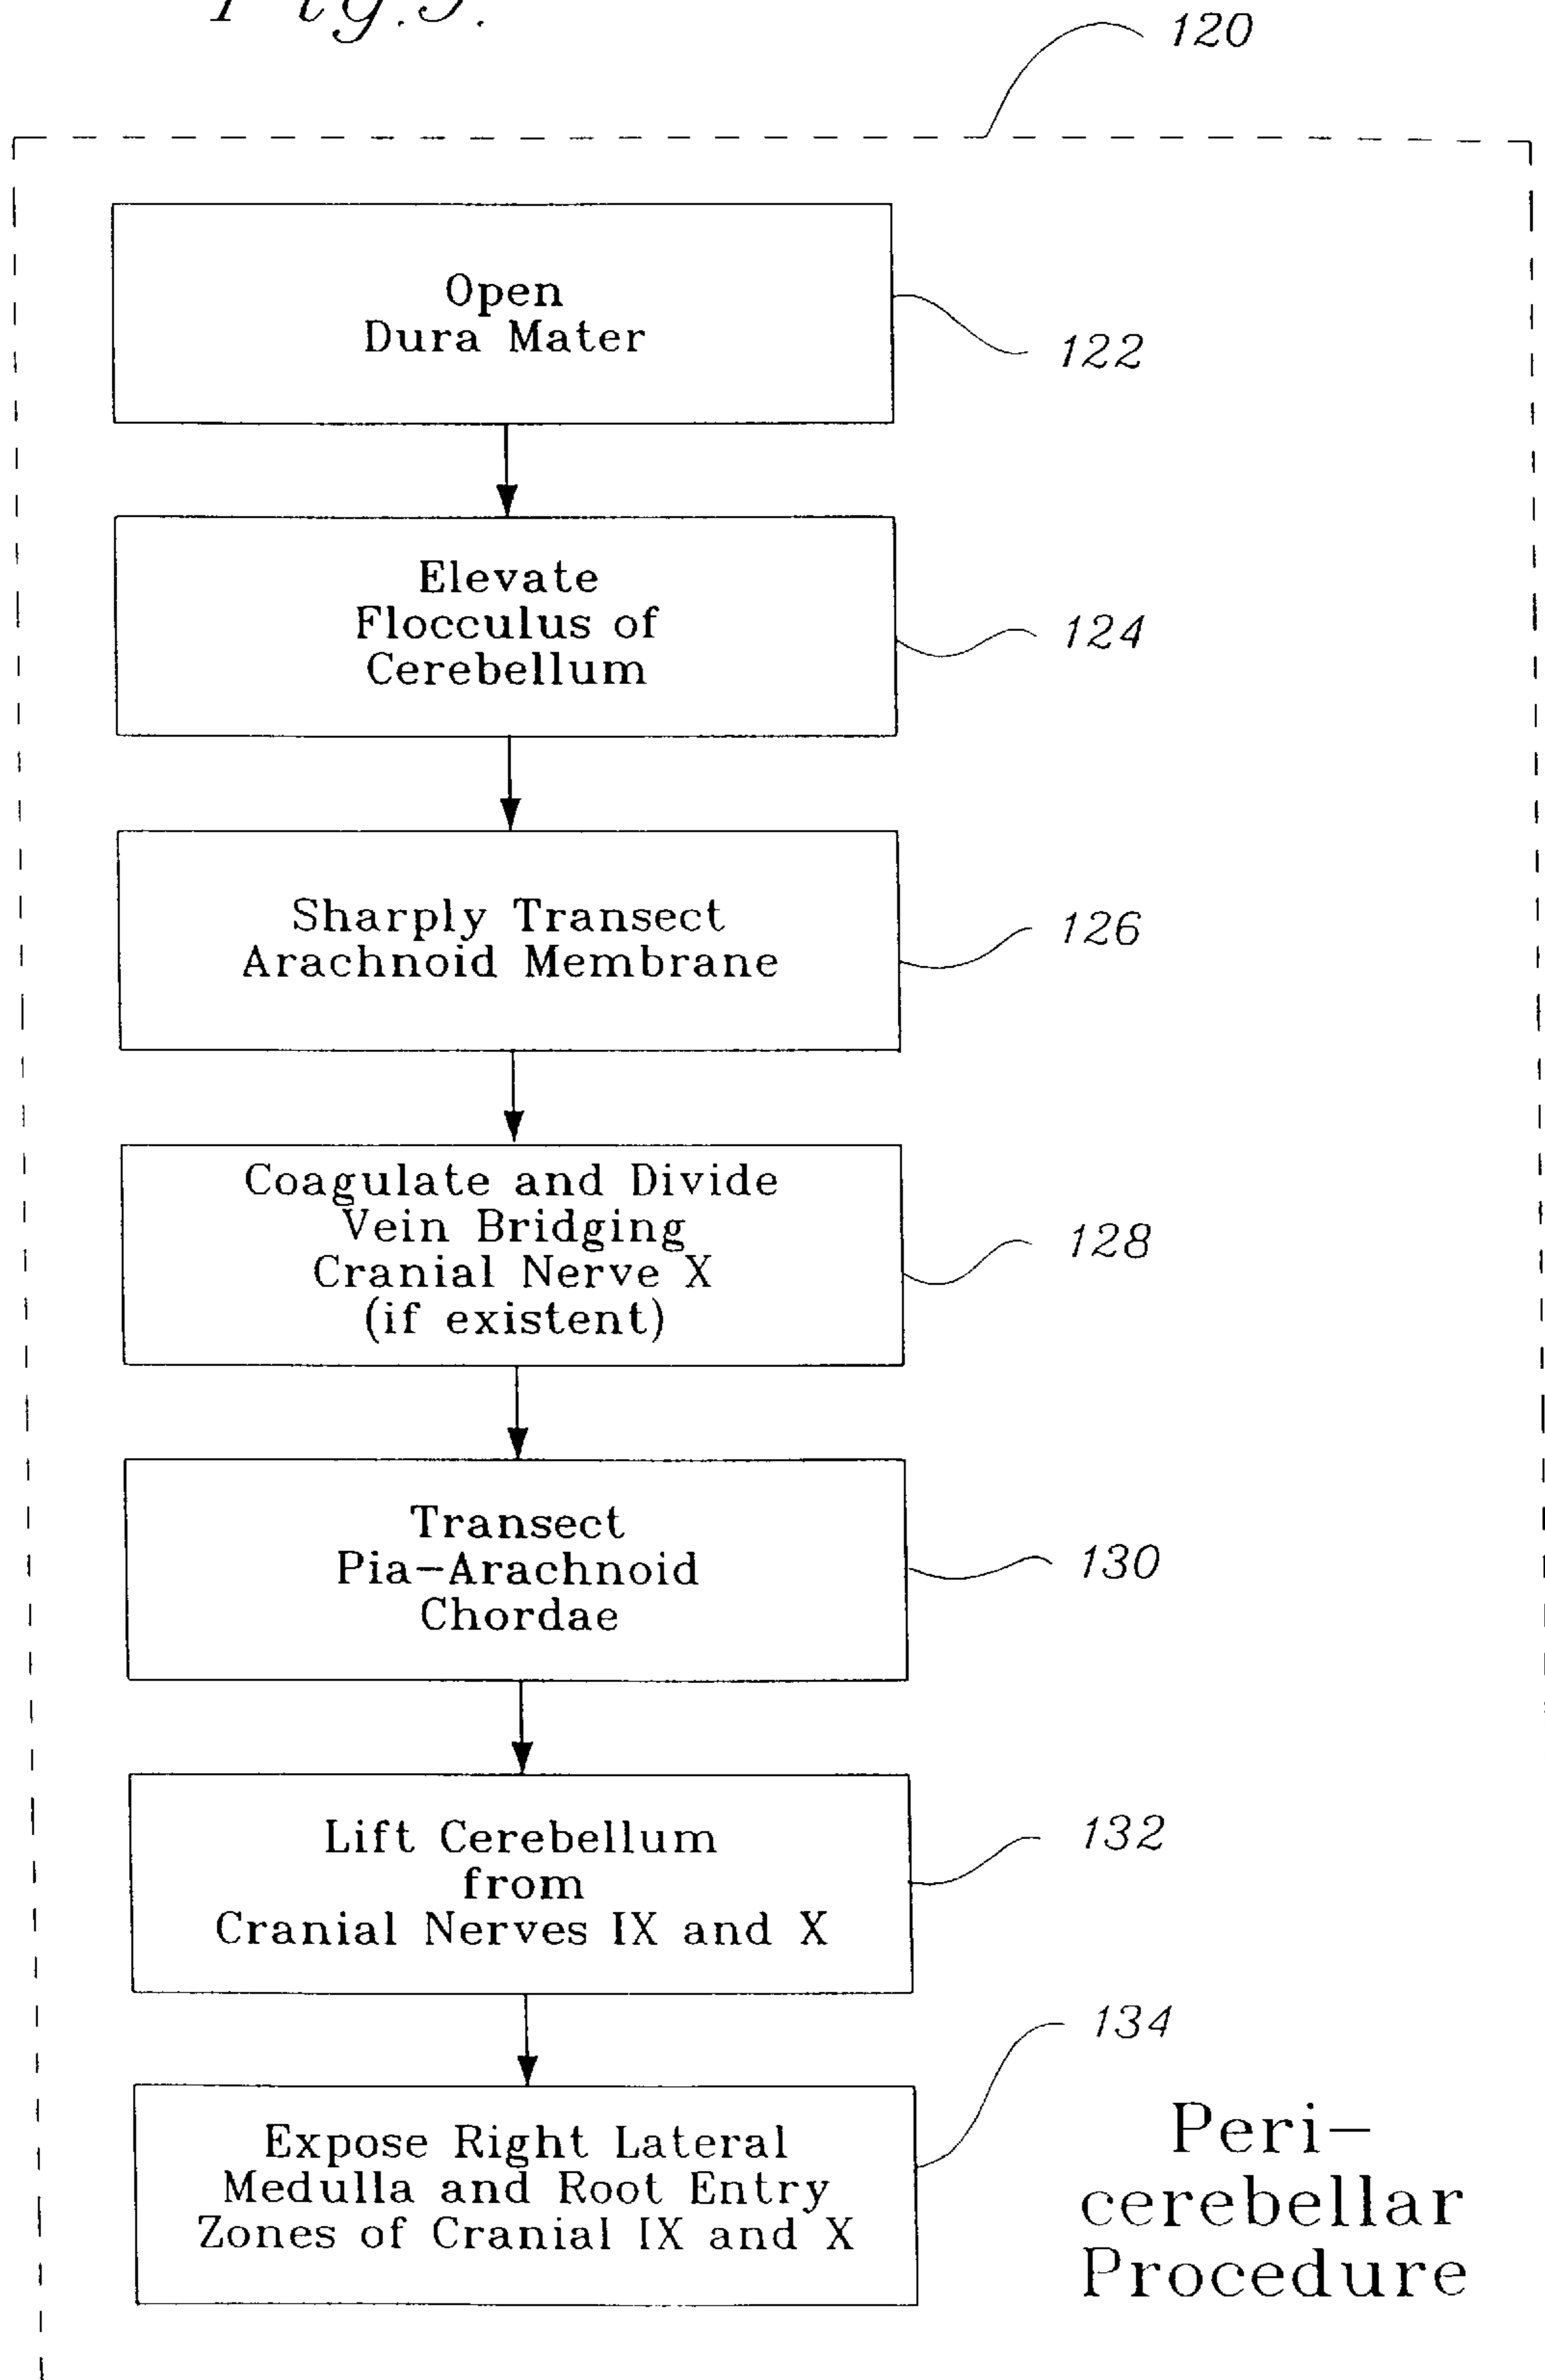 Fig.5.
120
Open
Dura Mater
122
Elevate
Flocculus of
Cerebellum
124
Sharply Transect
Arachnoid Membrane
126
Coagulate and Divide
Vein Bridging
Cranial Nerve X
(if existent)
128
Transect
Pia-Arachnoid
Chordae
130
Lift Cerebellum
from
Cranial Nerves IX and X
132
Expose Right Lateral
Medulla and Root Entry
Zones of Cranial IX and X
134
Peri-
cerebellar
Procedure